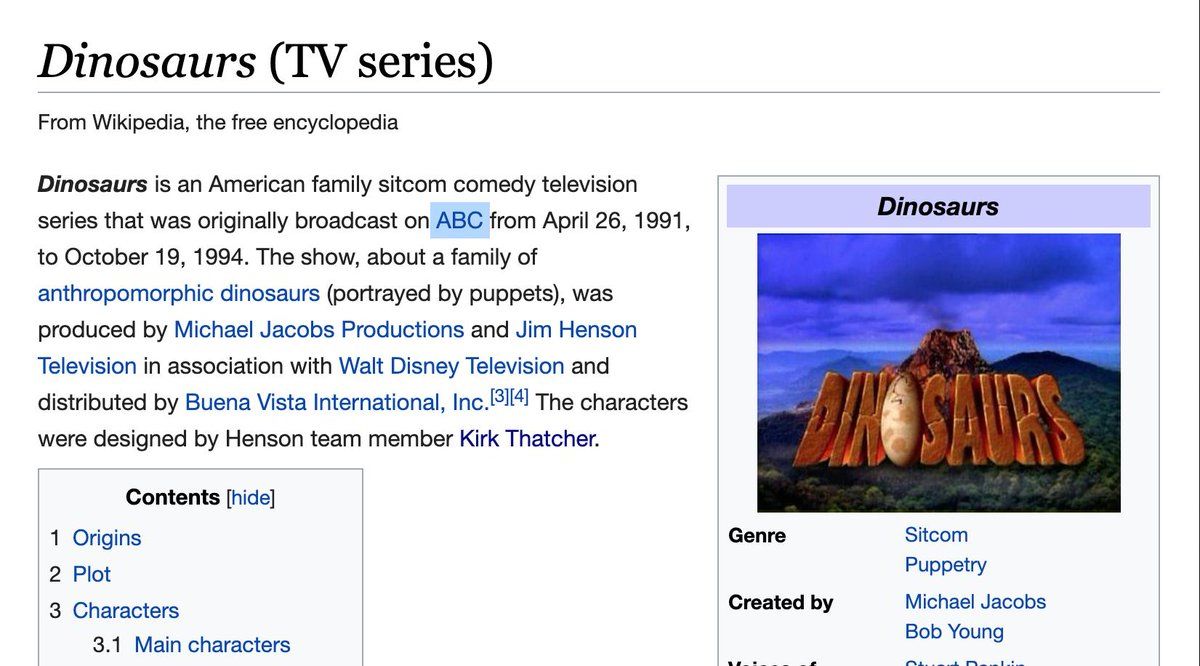 Dinosaurs (TV series)
From Wikipedia, the free encyclopedia
Dinosaurs is an American family sitcom comedy television
series that was originally broadcast on ABC from April 26, 1991,
to October 19, 1994. The show, about a family of
anthropomorphic dinosaurs (portrayed by puppets), was
produced by Michael Jacobs Productions and Jim Henson
Television in association with Walt Disney Television and
distributed by Buena Vista International, Inc.[3][4] The characters
were designed by Henson team member Kirk Thatcher.
Contents [hide]
1 Origins
2 Plot
3 Characters
3.1 Main characters
Dinosaurs
DINOSAURS
Genre Sitcom
Puppetry
Created by Michael Jacobs
Bob Young
Voices of Stuart Pankin